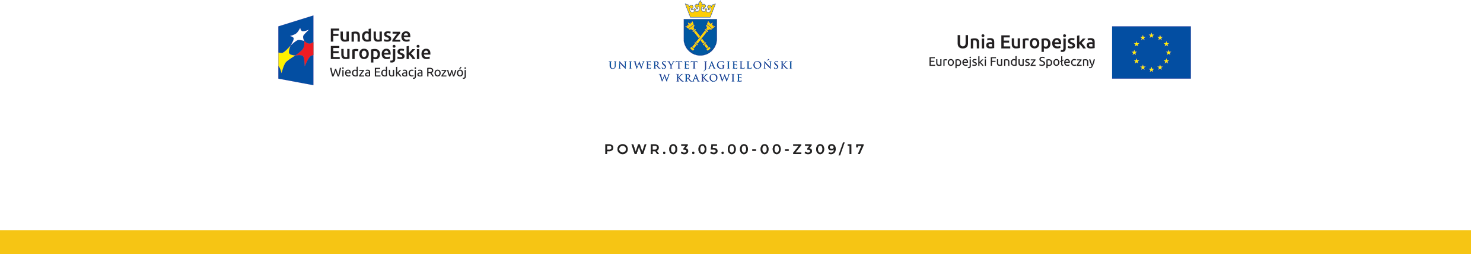 Fundusze
Europejskie
Wiedza Edukacja Rozwój
UNIWERSYTET JAGIELLOŃSKI
W KRAKOWIE
Unia Europejska
Europejski Fundusz Społeczny
POWR.03.05.00-00-Z309/17